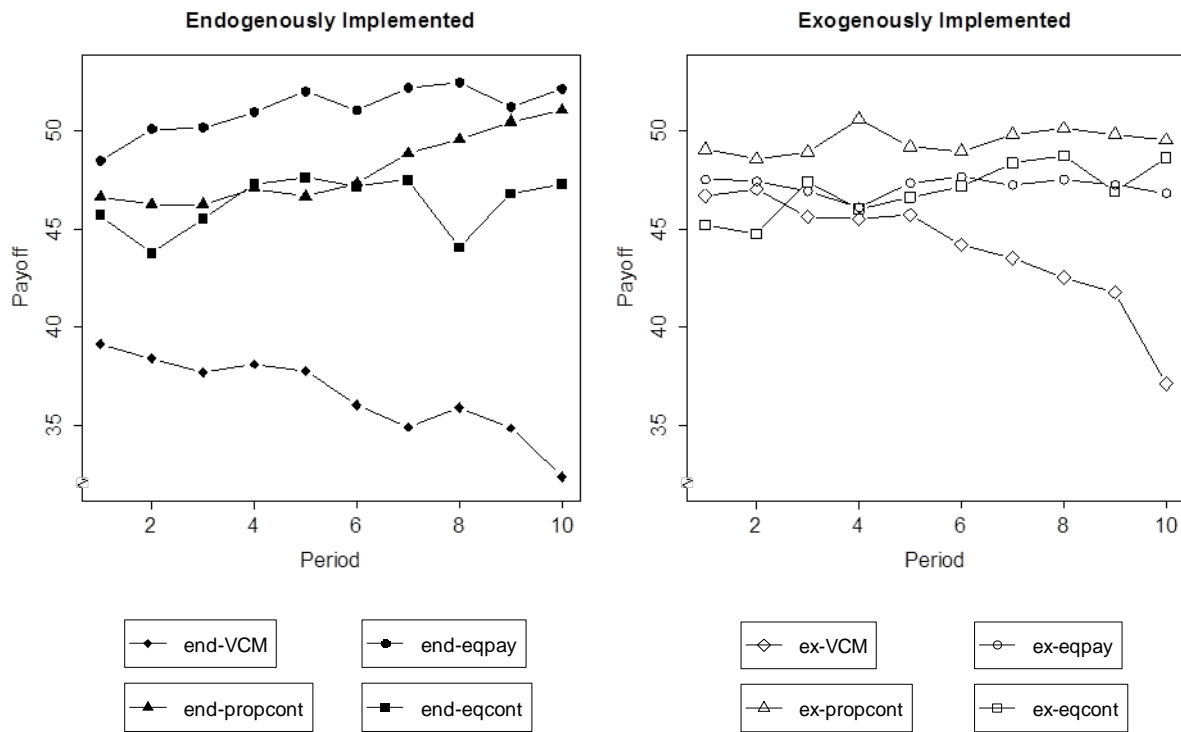 Endogenously Implemented
Payoff
50
45
40
35
2 4 6 8 10
Period
end-VCM
end-eqpay
end-propcont
end-eqcont
Exogenously Implemented
Payoff
50
45
40
35
2 4 6 8 10
Period
ex-VCM
ex-eqpay
ex-propcont
ex-eqcont